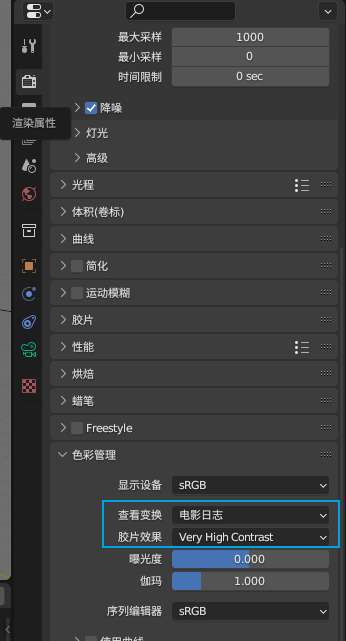 最大采样 1000
最小采样 0
时间限制 0 sec
降噪
渲染属性
灯光
高级
光程
体积(卷标)
曲线
简化
运动模糊
胶片
性能
烘焙
蜡笔
Freestyle
色彩管理
显示设备 sRGB
查看变换 电影日志
胶片效果 Very High Contrast
曝光度 0.000
伽玛 1.000
序列编辑器 sRGB
使用曲线